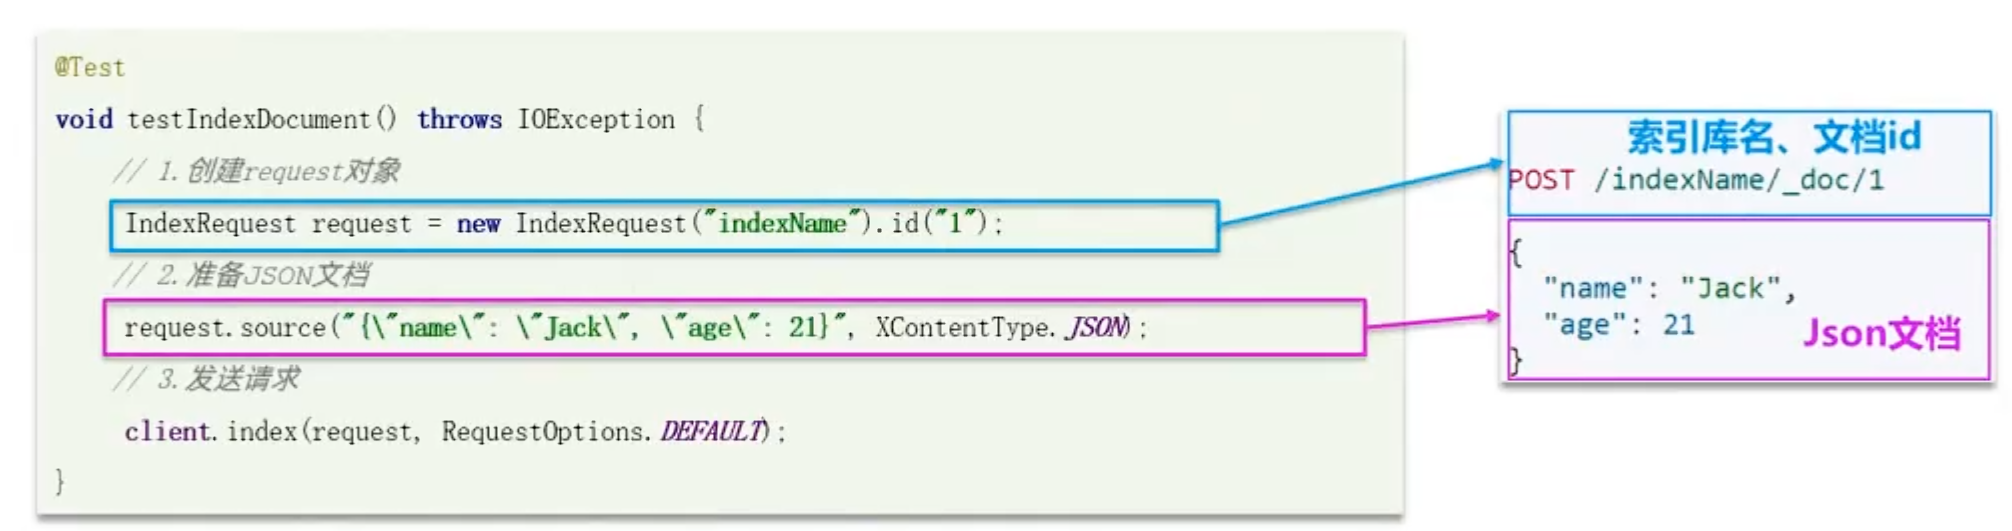 @Test
void testIndexDocument() throws IOException {
// 1.创建request对象
IndexRequest request = new IndexRequest("indexName").id("1");
// 2.准备JSON文档
request.source("{\"name\": \"Jack\", \"age\": 21}", XContentType.JSON);
// 3.发送请求
client.index(request, RequestOptions.DEFAULT);
}
索引库名、文档id
POST /indexName/_doc/1
{
"name": "Jack",
"age": 21
Json文档
}